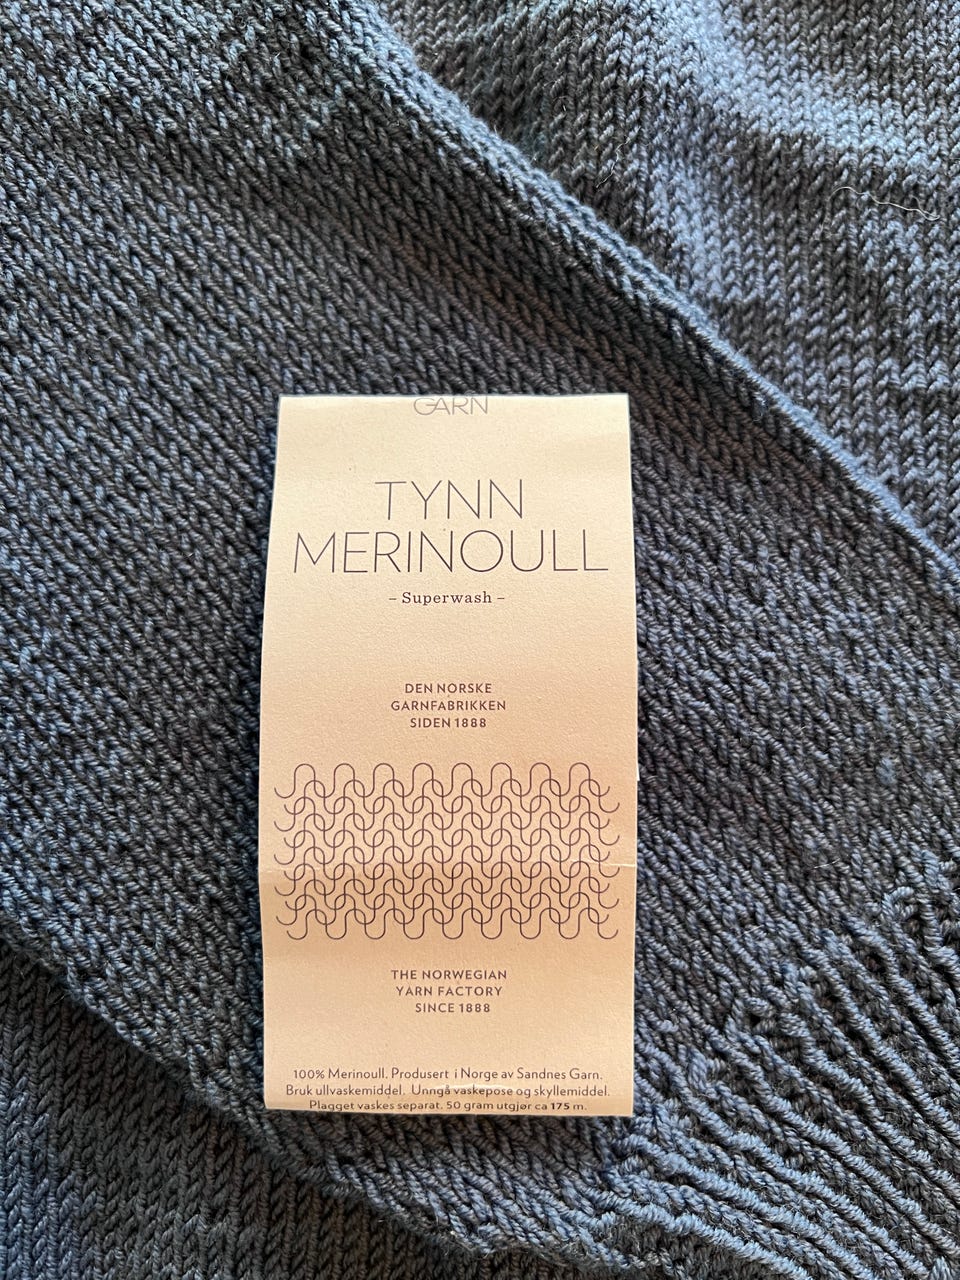 GARN
TYNN
MERINOULL
– Superwash –
DEN NORSKE
GARNFABRIKKEN
SIDEN 1888
THE NORWEGIAN
YARN FACTORY
SINCE 1888
100% Merinoull. Produsert i Norge av Sandnes Garn.
Bruk ullvaskemiddel. Unngå vaskepose og skyllemiddel.
Plagget vaskes separat. 50 gram utgjør ca 175 m.